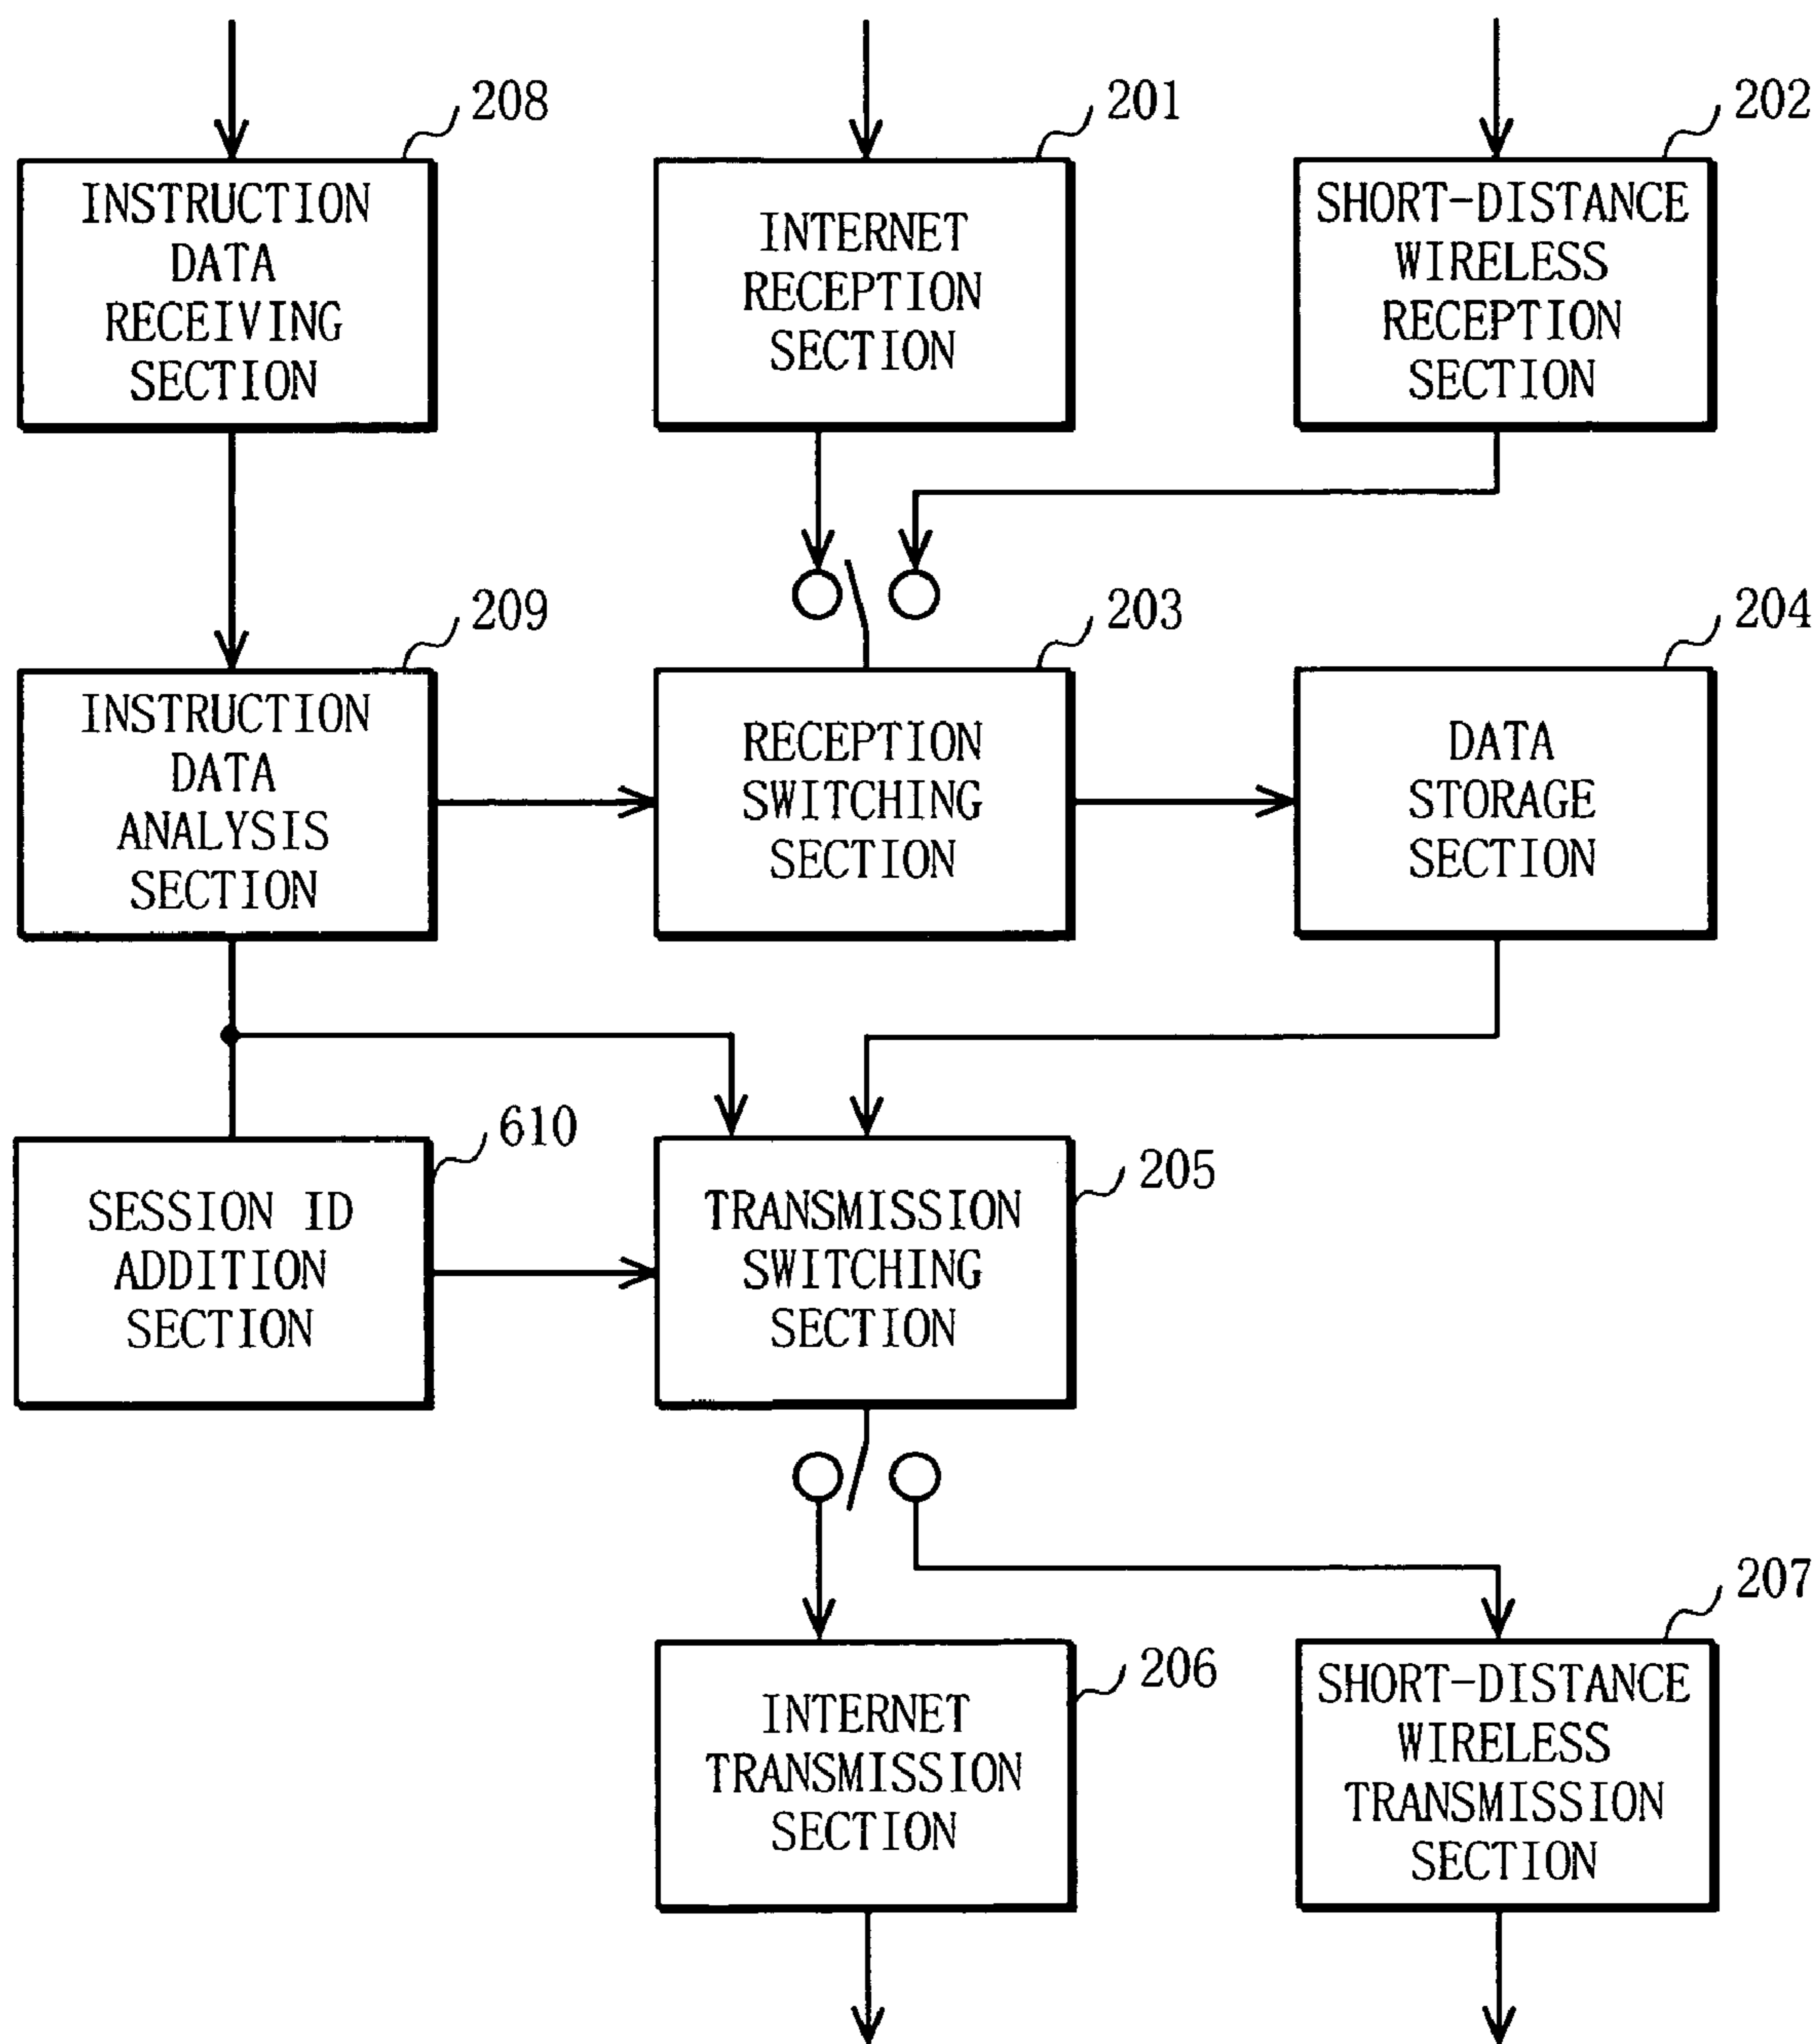 208
INSTRUCTION
DATA
RECEIVING
SECTION
201
INTERNET
RECEPTION
SECTION
202
SHORT-DISTANCE
WIRELESS
RECEPTION
SECTION
209
INSTRUCTION
DATA
ANALYSIS
SECTION
203
RECEPTION
SWITCHING
SECTION
204
DATA
STORAGE
SECTION
610
SESSION ID
ADDITION
SECTION
205
TRANSMISSION
SWITCHING
SECTION
206
INTERNET
TRANSMISSION
SECTION
207
SHORT-DISTANCE
WIRELESS
TRANSMISSION
SECTION